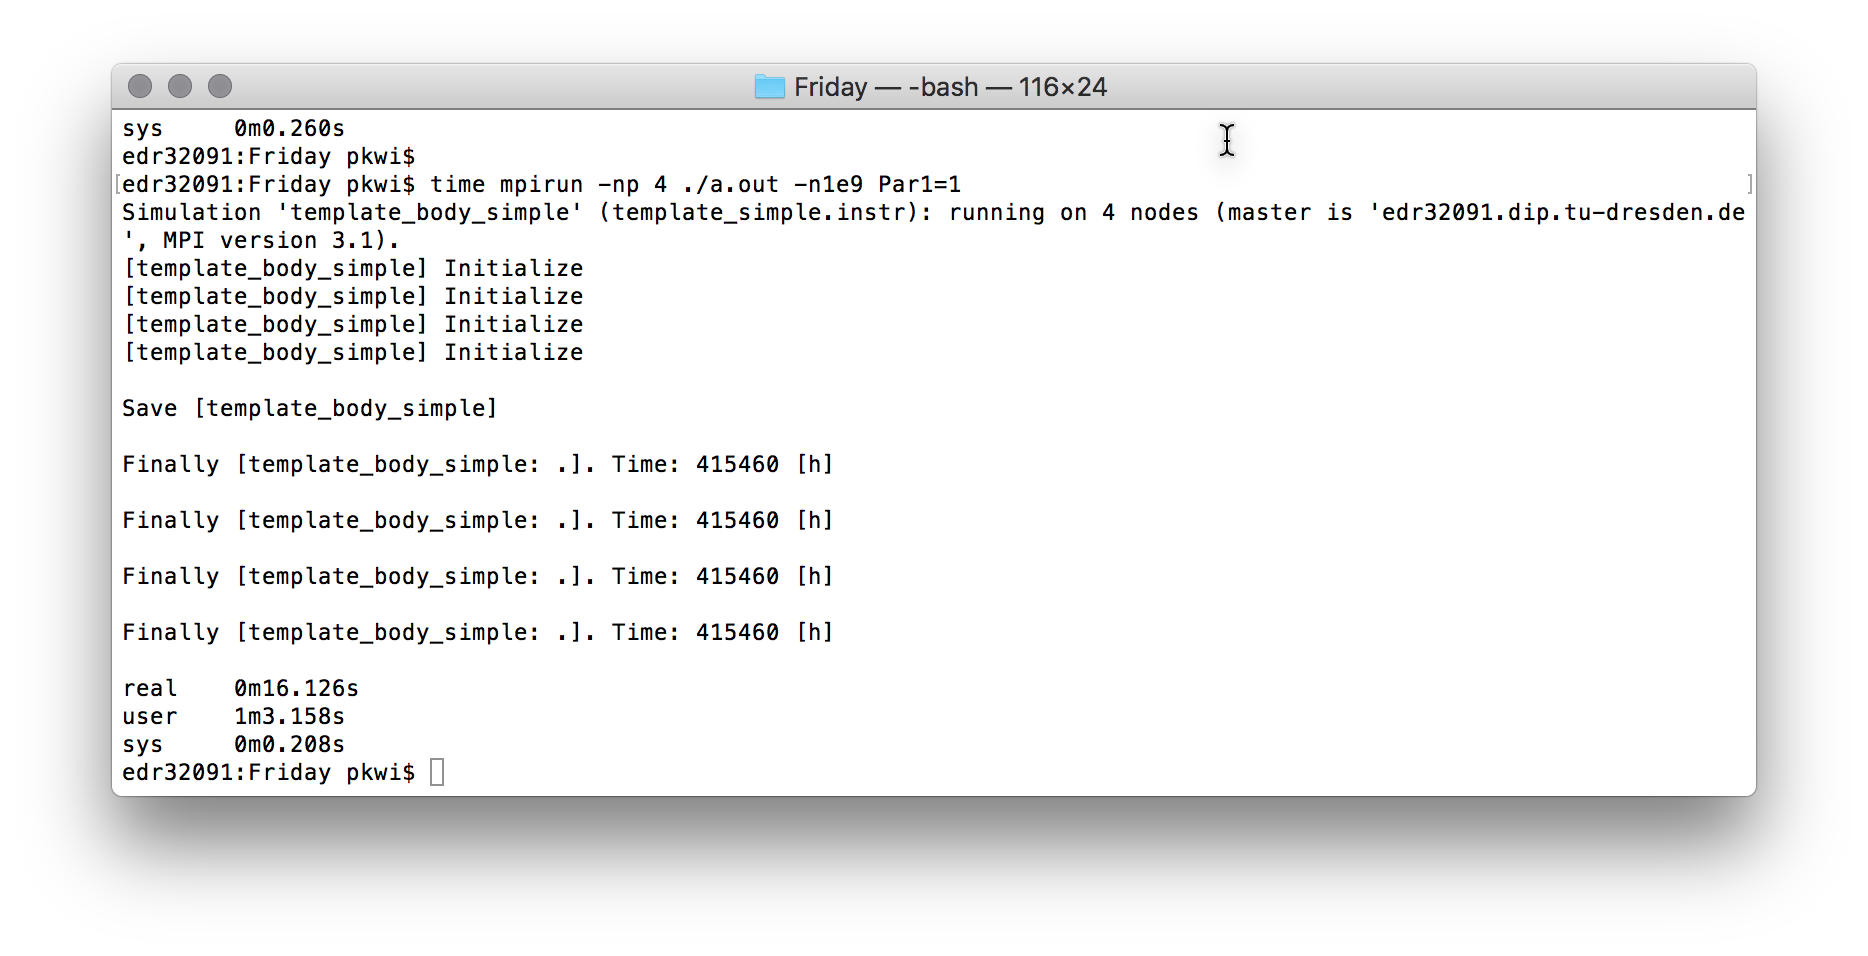 Friday — -bash — 116×24
sys     0m0.260s
edr32091:Friday pkwi$
[edr32091:Friday pkwi$ time mpirun -np 4 ./a.out -n1e9 Par1=1 ]
Simulation 'template_body_simple' (template_simple.instr): running on 4 nodes (master is 'edr32091.dip.tu-dresden.de
', MPI version 3.1).
[template_body_simple] Initialize
[template_body_simple] Initialize
[template_body_simple] Initialize
[template_body_simple] Initialize
Save [template_body_simple]
Finally [template_body_simple: .]. Time: 415460 [h]
Finally [template_body_simple: .]. Time: 415460 [h]
Finally [template_body_simple: .]. Time: 415460 [h]
Finally [template_body_simple: .]. Time: 415460 [h]
real    0m16.126s
user    1m3.158s
sys     0m0.208s
edr32091:Friday pkwi$